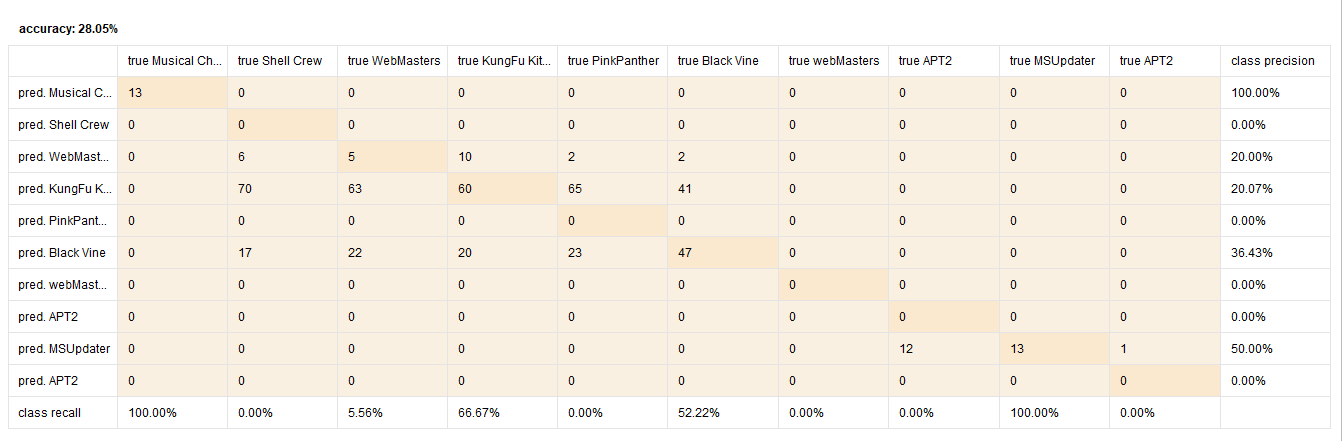 accuracy: 28.05%
true Musical Ch... true Shell Crew true WebMasters true KungFu Kit... true PinkPanther true Black Vine true webMasters true APT2 true MSUpdater true APT2 class precision
pred. Musical C... 13 0 0 0 0 0 0 0 0 0 100.00%
pred. Shell Crew 0 0 0 0 0 0 0 0 0 0 0.00%
pred. WebMast... 0 6 5 10 2 2 0 0 0 0 20.00%
pred. KungFu K... 0 70 63 60 65 41 0 0 0 0 20.07%
pred. PinkPant... 0 0 0 0 0 0 0 0 0 0 0.00%
pred. Black Vine 0 17 22 20 23 47 0 0 0 0 36.43%
pred. webMast... 0 0 0 0 0 0 0 0 0 0 0.00%
pred. APT2 0 0 0 0 0 0 0 0 0 0 0.00%
pred. MSUpdater 0 0 0 0 0 0 0 12 13 1 50.00%
pred. APT2 0 0 0 0 0 0 0 0 0 0 0.00%
class recall 100.00% 0.00% 5.56% 66.67% 0.00% 52.22% 0.00% 0.00% 100.00% 0.00%